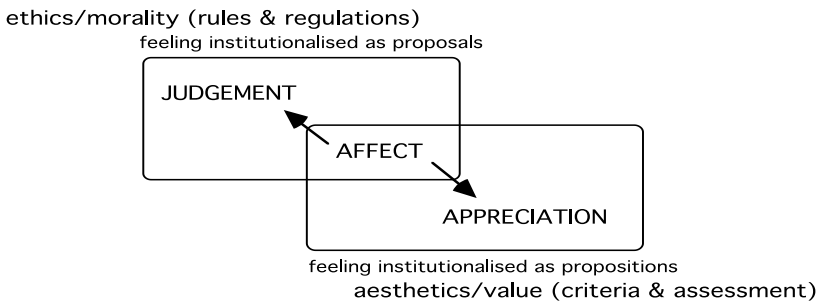 ethics/morality (rules & regulations)
feeling institutionalised as proposals
JUDGEMENT
AFFECT
APPRECIATION
feeling institutionalised as propositions
aesthetics/value (criteria & assessment)